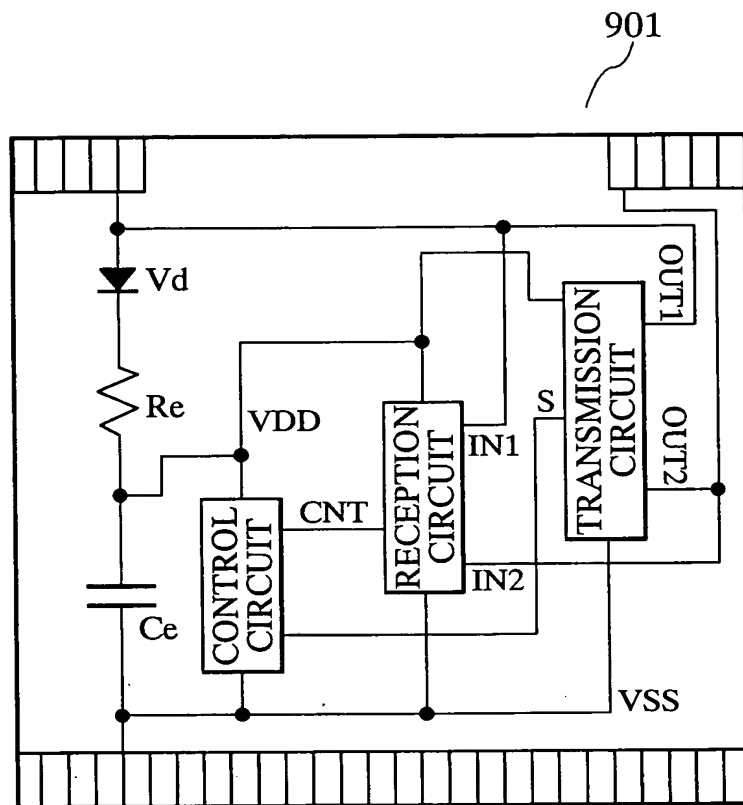 901
Vd
Re
VDD
Ce
CONTROL
CIRCUIT
CNT
RECEPTION
CIRCUIT
IN1
IN2
S
TRANSMISSION
CIRCUIT
OUT1
OUT2
VSS